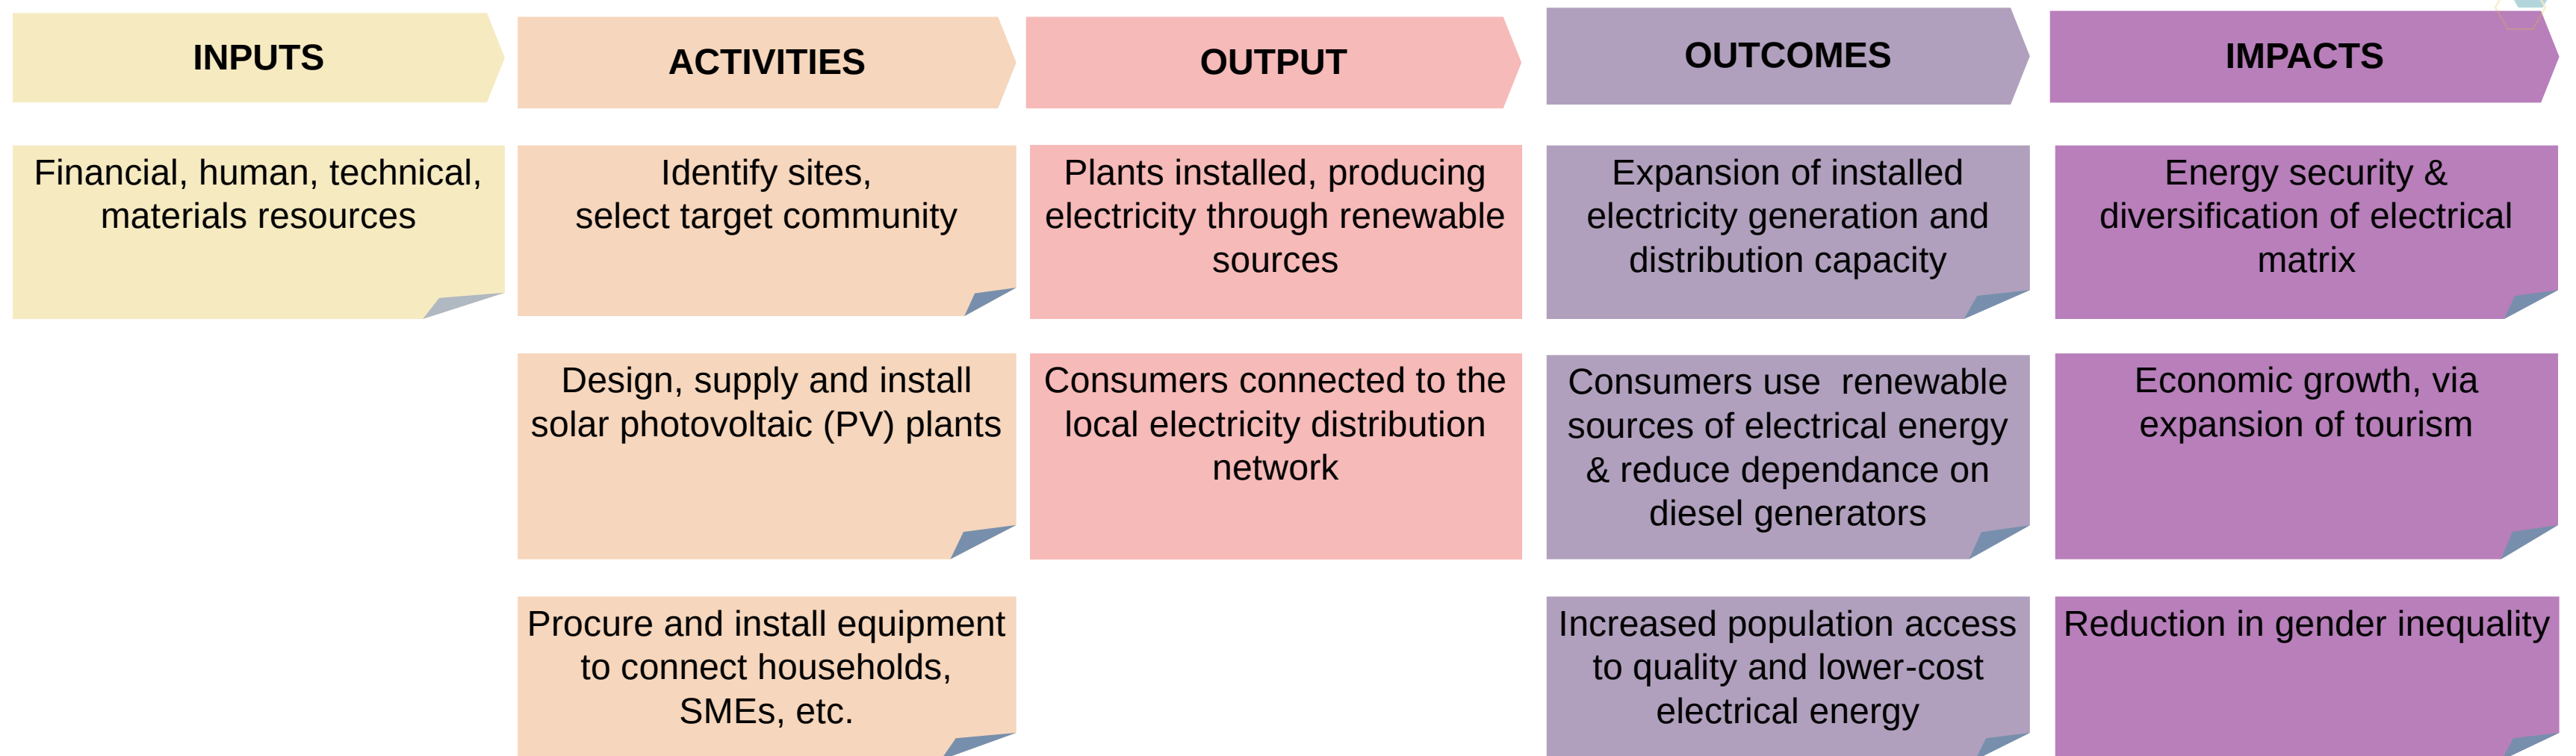 INPUTS
ACTIVITIES
OUTPUT
OUTCOMES
IMPACTS
Financial, human, technical,
materials resources
Identify sites,
select target community
Plants installed, producing
electricity through renewable
sources
Expansion of installed
electricity generation and
distribution capacity
Energy security &
diversification of electrical
matrix
Design, supply and install
solar photovoltaic (PV) plants
Consumers connected to the
local electricity distribution
network
Consumers use  renewable
sources of electrical energy
& reduce dependance on
diesel generators
Economic growth, via
expansion of tourism
Procure and install equipment
to connect households,
SMEs, etc.
Increased population access
to quality and lower-cost
electrical energy
Reduction in gender inequality